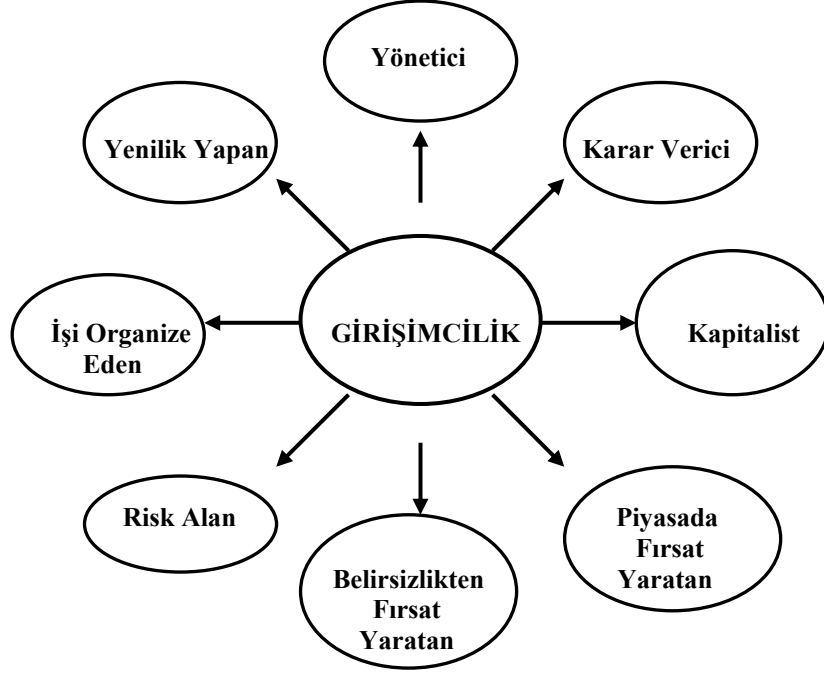 Yönetici
Yenilik Yapan
Karar Verici
İşi Organize
Eden
GİRİŞİMCİLİK
Kapitalist
Risk Alan
Belirsizlikten
Fırsat
Yaratan
Piyasada
Fırsat
Yaratan